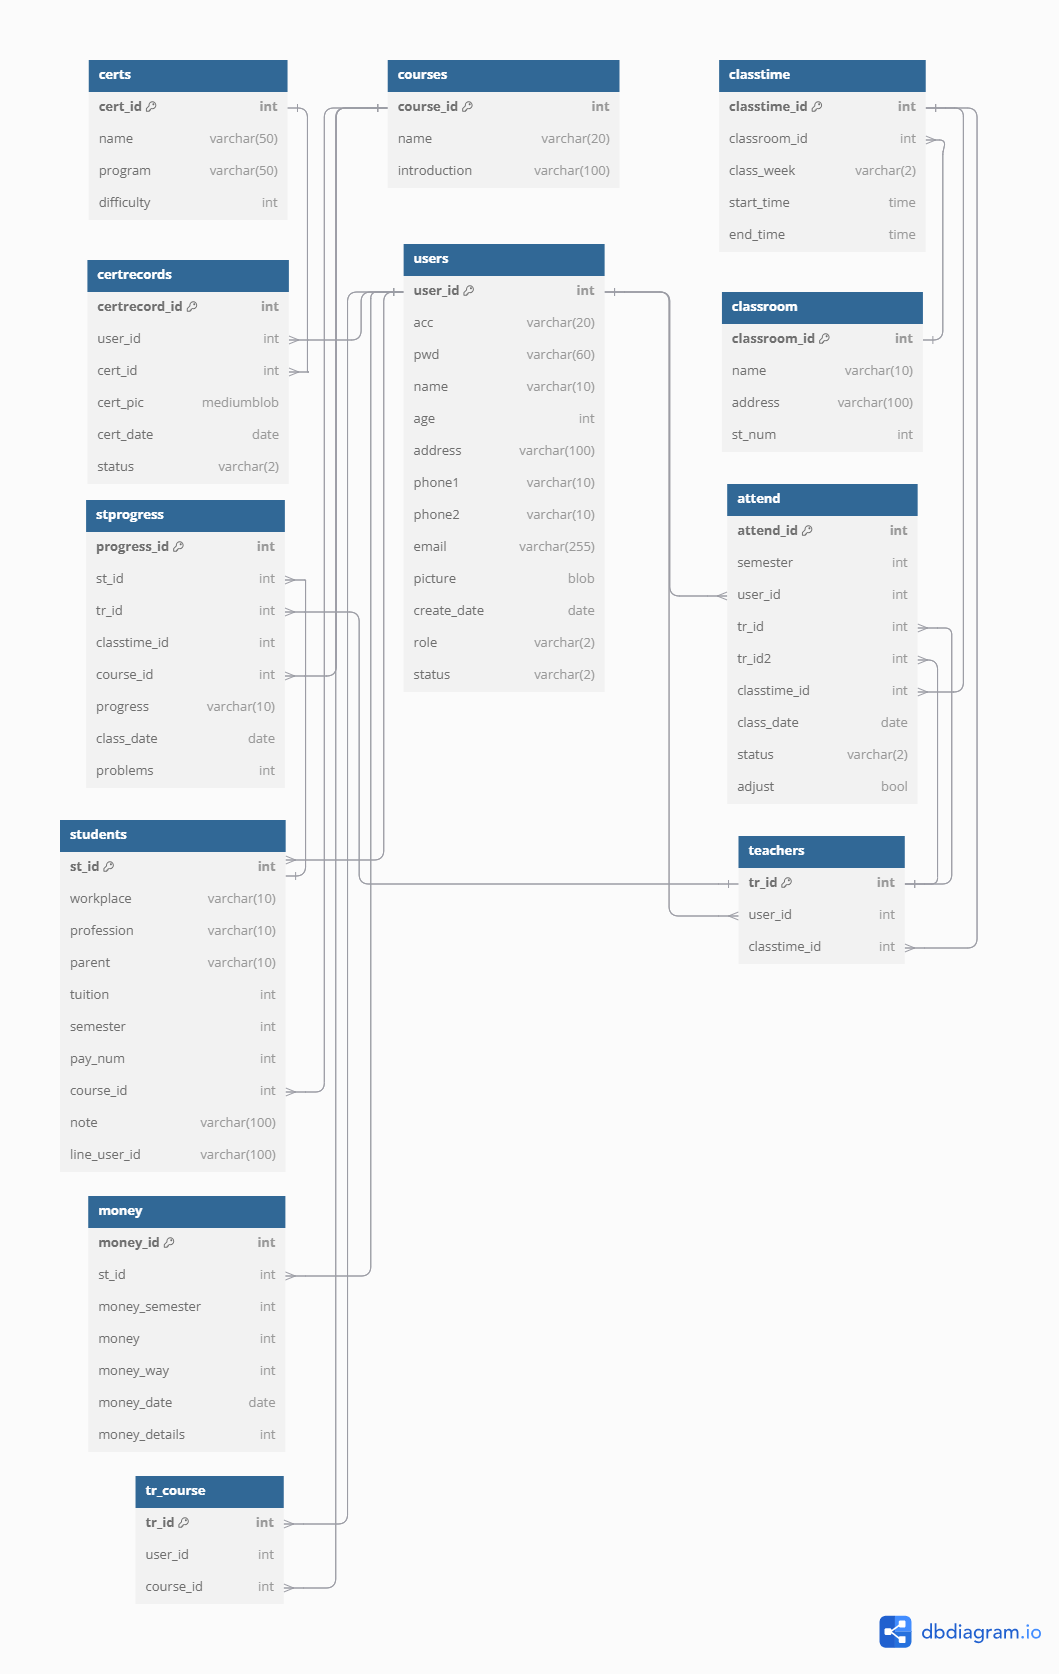 certs
cert_id int
name varchar(50)
program varchar(50)
difficulty int
courses
course_id int
name varchar(20)
introduction varchar(100)
classtime
classtime_id int
classroom_id int
class_week varchar(2)
start_time time
end_time time
certrecords
certrecord_id int
user_id int
cert_id int
cert_pic mediumblob
cert_date date
status varchar(2)
users
user_id int
acc varchar(20)
pwd varchar(60)
name varchar(10)
age int
address varchar(100)
phone1 varchar(10)
phone2 varchar(10)
email varchar(255)
picture blob
create_date date
role varchar(2)
status varchar(2)
classroom
classroom_id int
name varchar(10)
address varchar(100)
st_num int
stprogress
progress_id int
st_id int
tr_id int
classtime_id int
course_id int
progress varchar(10)
class_date date
problems int
attend
attend_id int
semester int
user_id int
tr_id int
tr_id2 int
classtime_id int
class_date date
status varchar(2)
adjust bool
students
st_id int
workplace varchar(10)
profession varchar(10)
parent varchar(10)
tuition int
semester int
pay_num int
course_id int
note varchar(100)
line_user_id varchar(100)
teachers
tr_id int
user_id int
classtime_id int
money
money_id int
st_id int
money_semester int
money int
money_way int
money_date date
money_details int
tr_course
tr_id int
user_id int
course_id int
dbdiagram.io